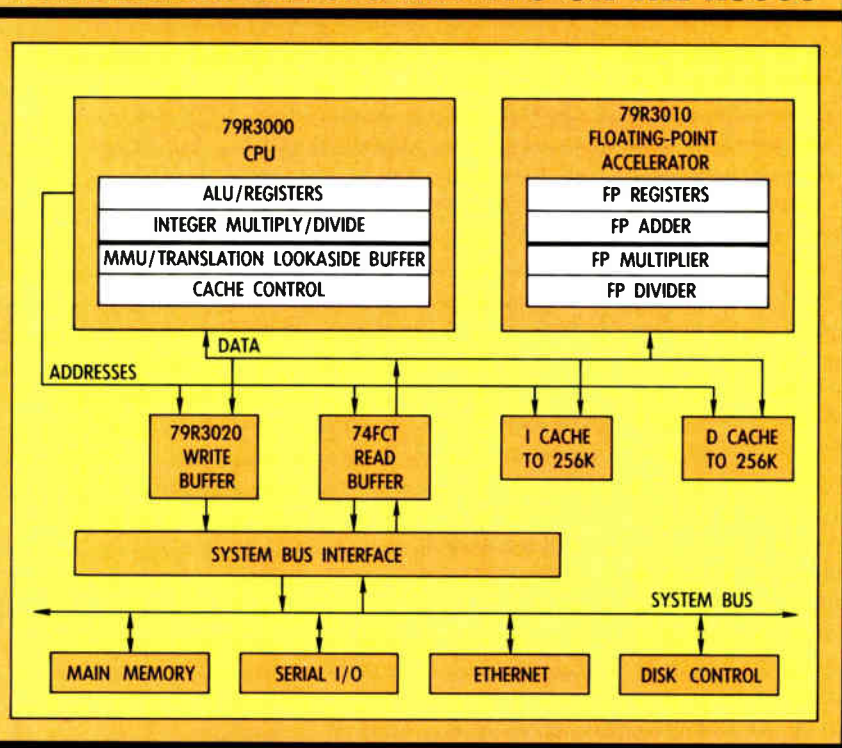 79R3000
CPU
ALU/REGISTERS
INTEGER MULTIPLY/DIVIDE
MMU/TRANSLATION LOOKASIDE BUFFER
CACHE CONTROL
79R3010
FLOATING-POINT
ACCELERATOR
FP REGISTERS
FP ADDER
FP MULTIPLIER
FP DIVIDER
DATA
ADDRESSES
79R3020
WRITE
BUFFER
74FCT
READ
BUFFER
I CACHE
TO 256K
D CACHE
TO 256K
SYSTEM BUS INTERFACE
SYSTEM BUS
MAIN MEMORY
SERIAL I/O
ETHERNET
DISK CONTROL